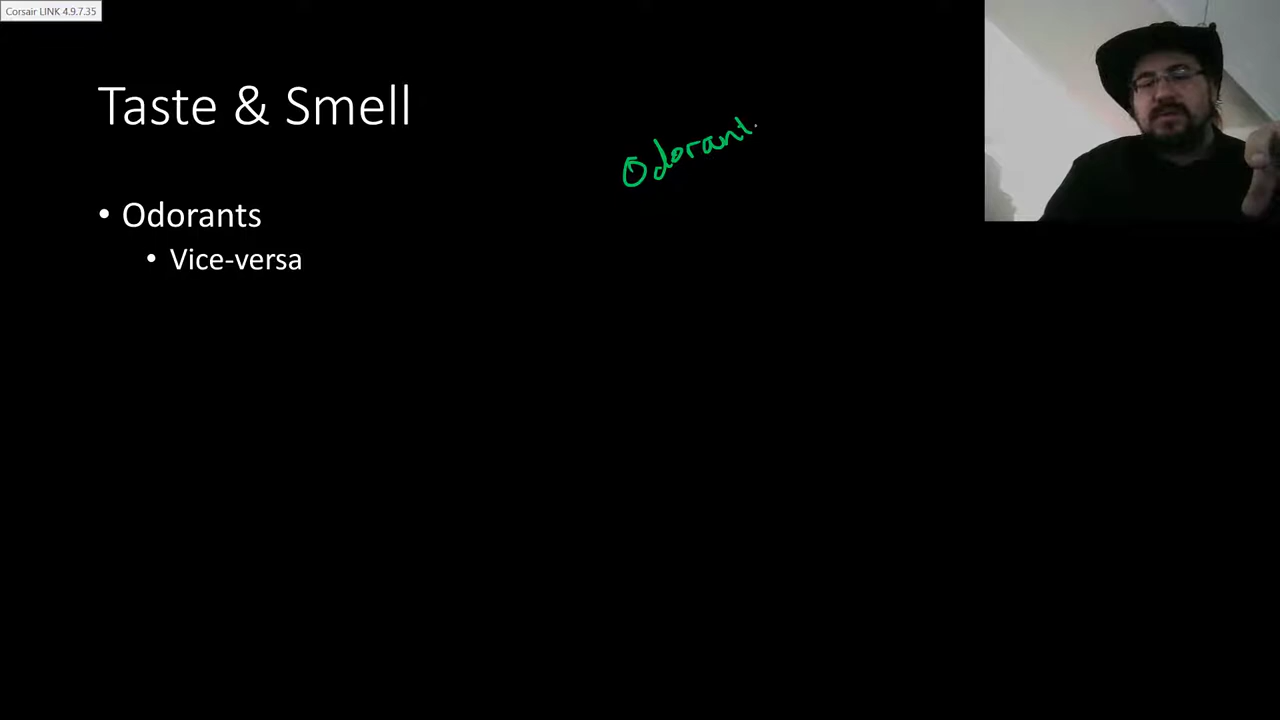 Corsair LINK 4.9.7.35
Taste & Smell
Odorant.
• Odorants
• Vice-versa